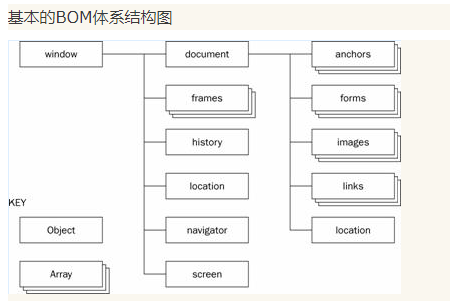 基本的BOM体系结构图
window document anchors
frames forms
history images
location links
KEY
Object navigator location
Array screen